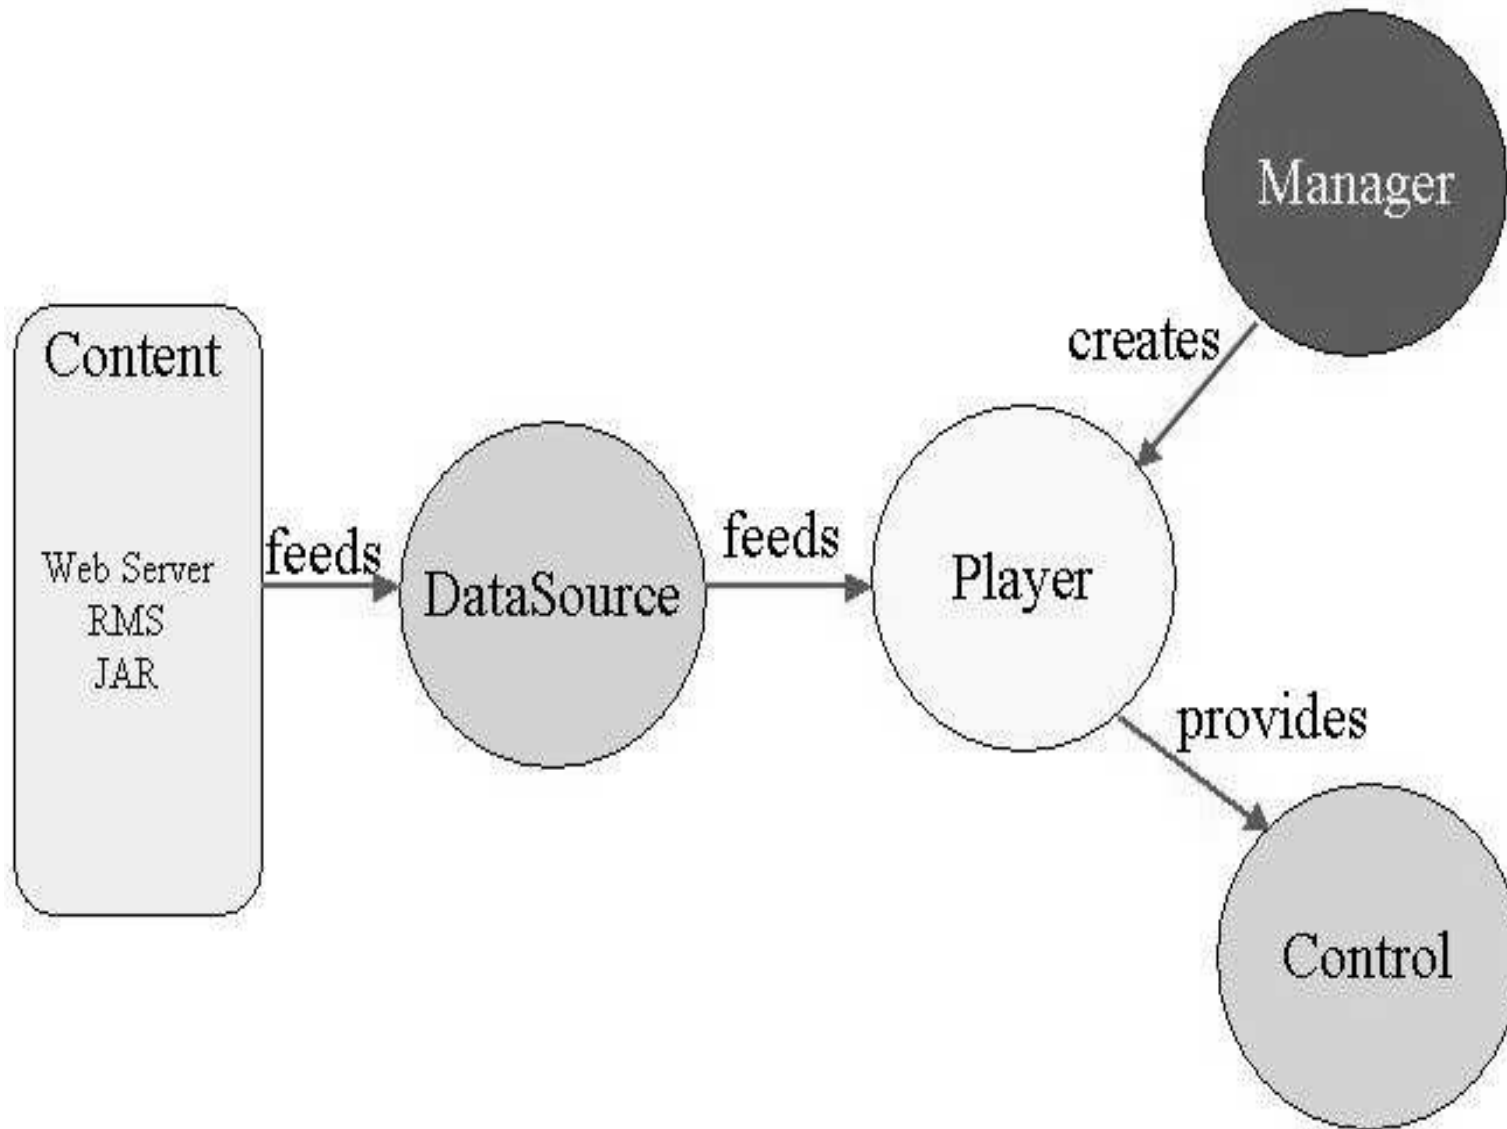 Manager
creates
Content
Web Server
RMS
JAR
feeds
DataSource
feeds
Player
provides
Control